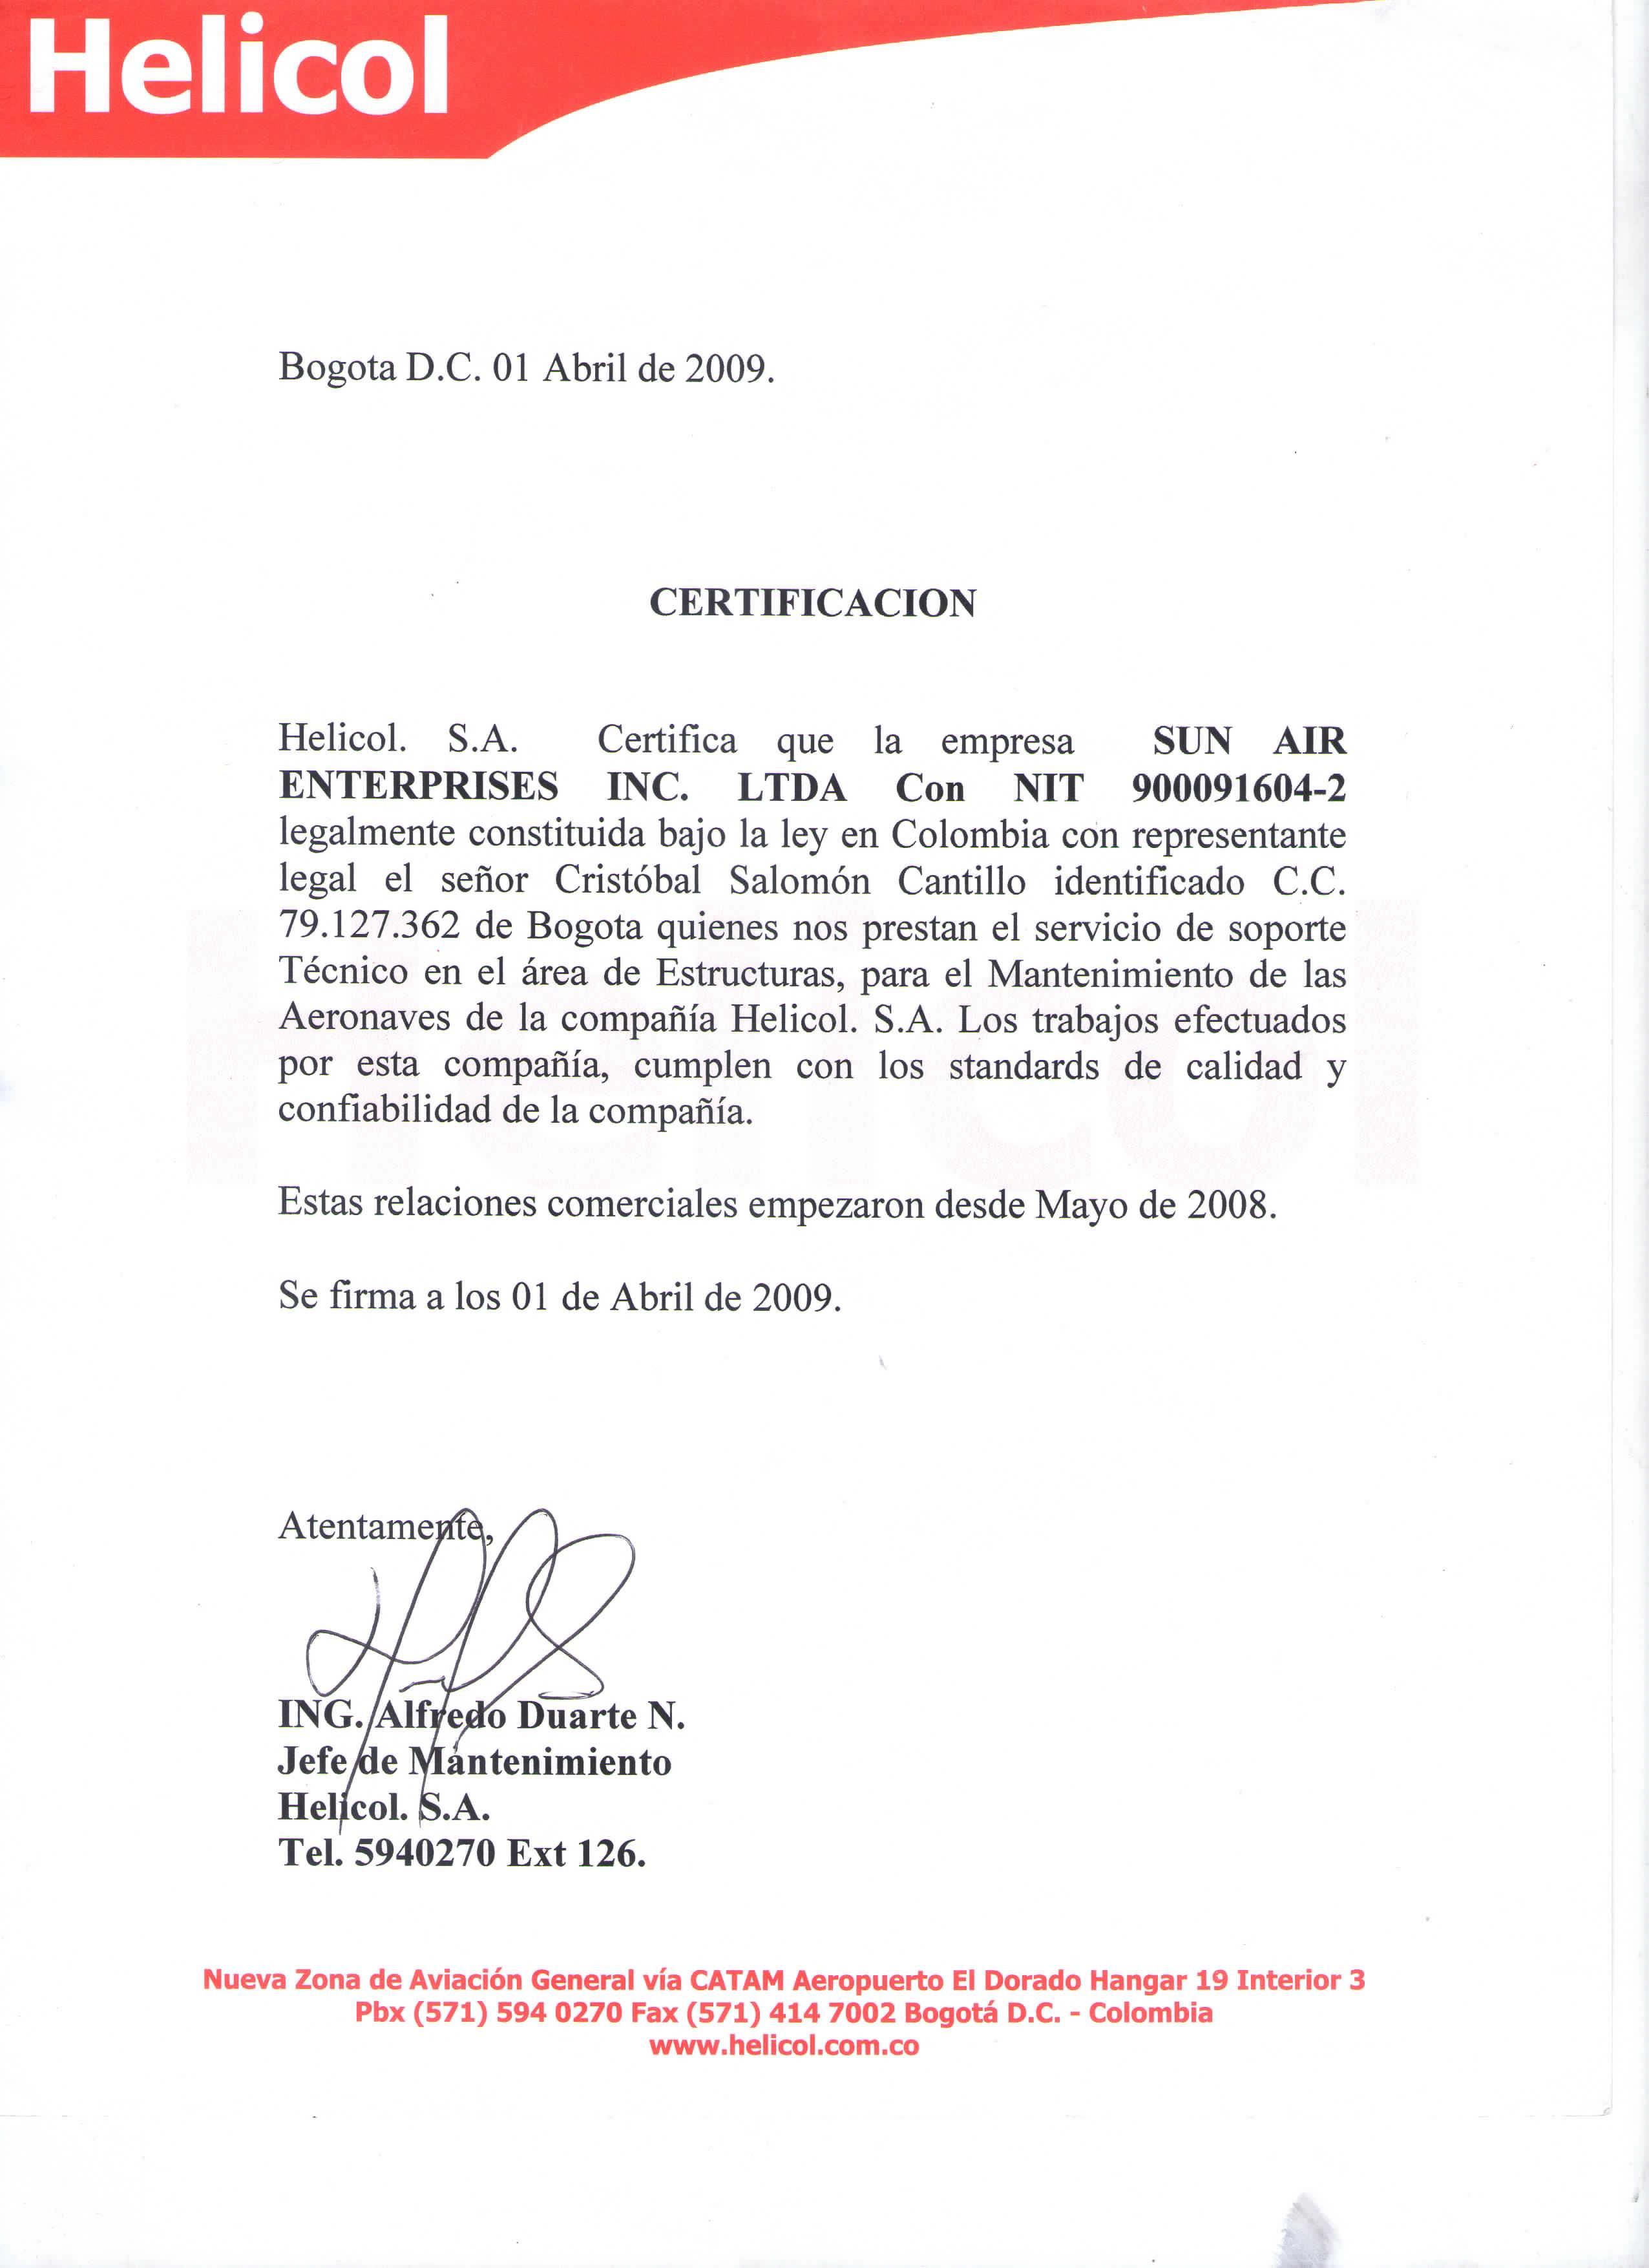 Helicol
Bogota D.C. 01 Abril de 2009.
CERTIFICACION
Helicol. S.A. Certifica que la empresa SUN AIR
ENTERPRISES INC. LTDA Con NIT 900091604-2
legalmente constituida bajo la ley en Colombia con representante
legal el señor Cristóbal Salomón Cantillo identificado C.C.
79.127.362 de Bogota quienes nos prestan el servicio de soporte
Técnico en el área de Estructuras, para el Mantenimiento de las
Aeronaves de la compañía Helicol. S.A. Los trabajos efectuados
por esta compañía, cumplen con los standards de calidad y
confiabilidad de la compañía.
Estas relaciones comerciales empezaron desde Mayo de 2008.
Se firma a los 01 de Abril de 2009.
Atentamente,
ING. Alfredo Duarte N.
Jefe de Mantenimiento
Helicol. S.A.
Tel. 5940270 Ext 126.
Nueva Zona de Aviación General vía CATAM Aeropuerto El Dorado Hangar 19 Interior 3
Pbx (571) 594 0270 Fax (571) 414 7002 Bogotá D.C. - Colombia
www.helicol.com.co